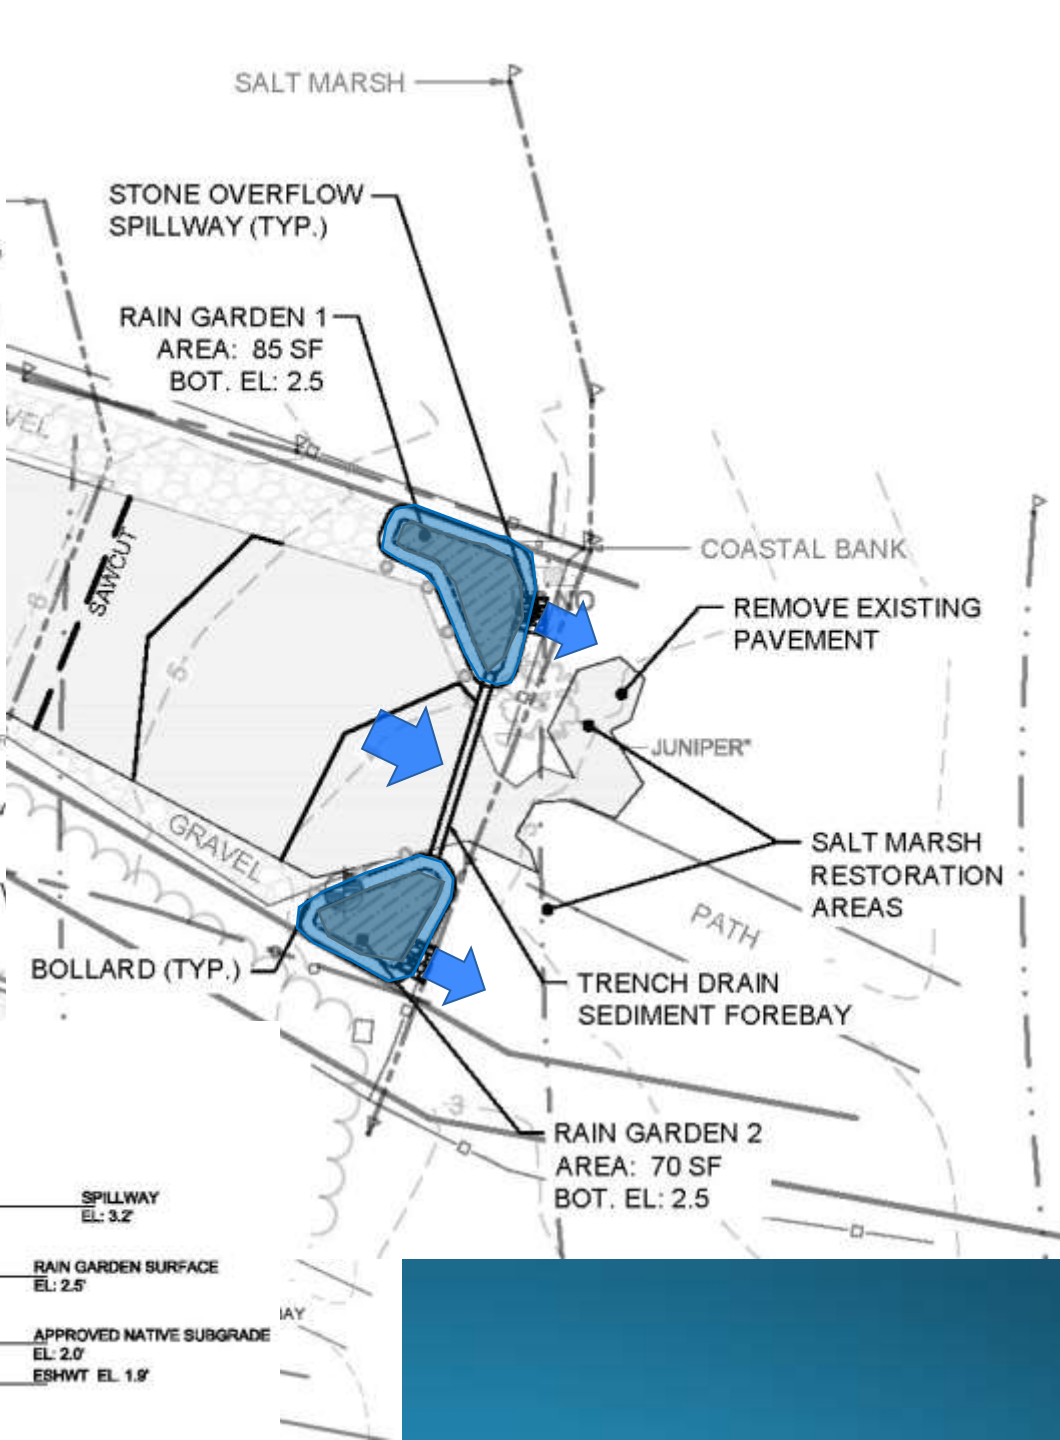 SALT MARSH
STONE OVERFLOW
SPILLWAY (TYP.)
RAIN GARDEN 1
AREA: 85 SF
BOT. EL: 2.5
SAWCUT
6
5
COASTAL BANK
REMOVE EXISTING
PAVEMENT
JUNIPER"
GRAVEL
SALT MARSH
RESTORATION
AREAS
PATH
BOLLARD (TYP.)
TRENCH DRAIN
SEDIMENT FOREBAY
3
RAIN GARDEN 2
AREA: 70 SF
BOT. EL: 2.5
SPILLWAY
EL: 3.2'
RAIN GARDEN SURFACE
EL: 2.5'
APPROVED NATIVE SUBGRADE
EL: 2.0'
ESHWT EL. 1.9'